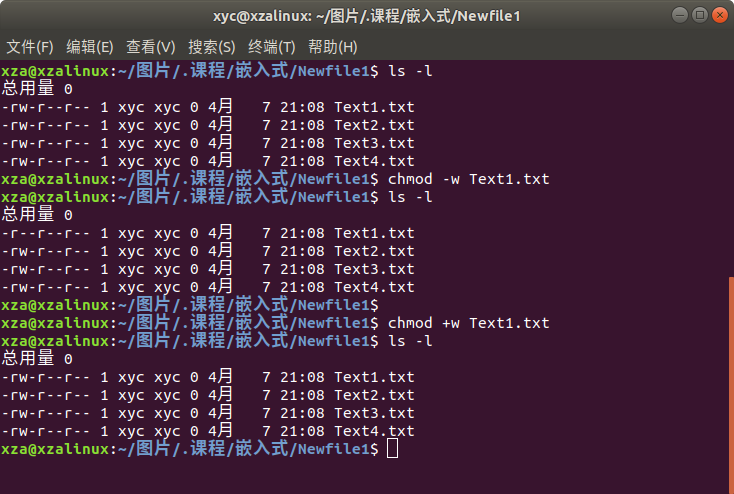 xyc@xzalinux: ~/图片/.课程/嵌入式/Newfile1
文件(F) 编辑(E) 查看(V) 搜索(S) 终端(T) 帮助(H)
xza@xzalinux:~/图片/.课程/嵌入式/Newfile1$ ls -l
总用量 0
-rw-r--r-- 1 xyc xyc 0 4月   7 21:08 Text1.txt
-rw-r--r-- 1 xyc xyc 0 4月   7 21:08 Text2.txt
-rw-r--r-- 1 xyc xyc 0 4月   7 21:08 Text3.txt
-rw-r--r-- 1 xyc xyc 0 4月   7 21:08 Text4.txt
xza@xzalinux:~/图片/.课程/嵌入式/Newfile1$ chmod -w Text1.txt
xza@xzalinux:~/图片/.课程/嵌入式/Newfile1$ ls -l
总用量 0
-r--r--r-- 1 xyc xyc 0 4月   7 21:08 Text1.txt
-rw-r--r-- 1 xyc xyc 0 4月   7 21:08 Text2.txt
-rw-r--r-- 1 xyc xyc 0 4月   7 21:08 Text3.txt
-rw-r--r-- 1 xyc xyc 0 4月   7 21:08 Text4.txt
xza@xzalinux:~/图片/.课程/嵌入式/Newfile1$
xza@xzalinux:~/图片/.课程/嵌入式/Newfile1$ chmod +w Text1.txt
xza@xzalinux:~/图片/.课程/嵌入式/Newfile1$ ls -l
总用量 0
-rw-r--r-- 1 xyc xyc 0 4月   7 21:08 Text1.txt
-rw-r--r-- 1 xyc xyc 0 4月   7 21:08 Text2.txt
-rw-r--r-- 1 xyc xyc 0 4月   7 21:08 Text3.txt
-rw-r--r-- 1 xyc xyc 0 4月   7 21:08 Text4.txt
xza@xzalinux:~/图片/.课程/嵌入式/Newfile1$